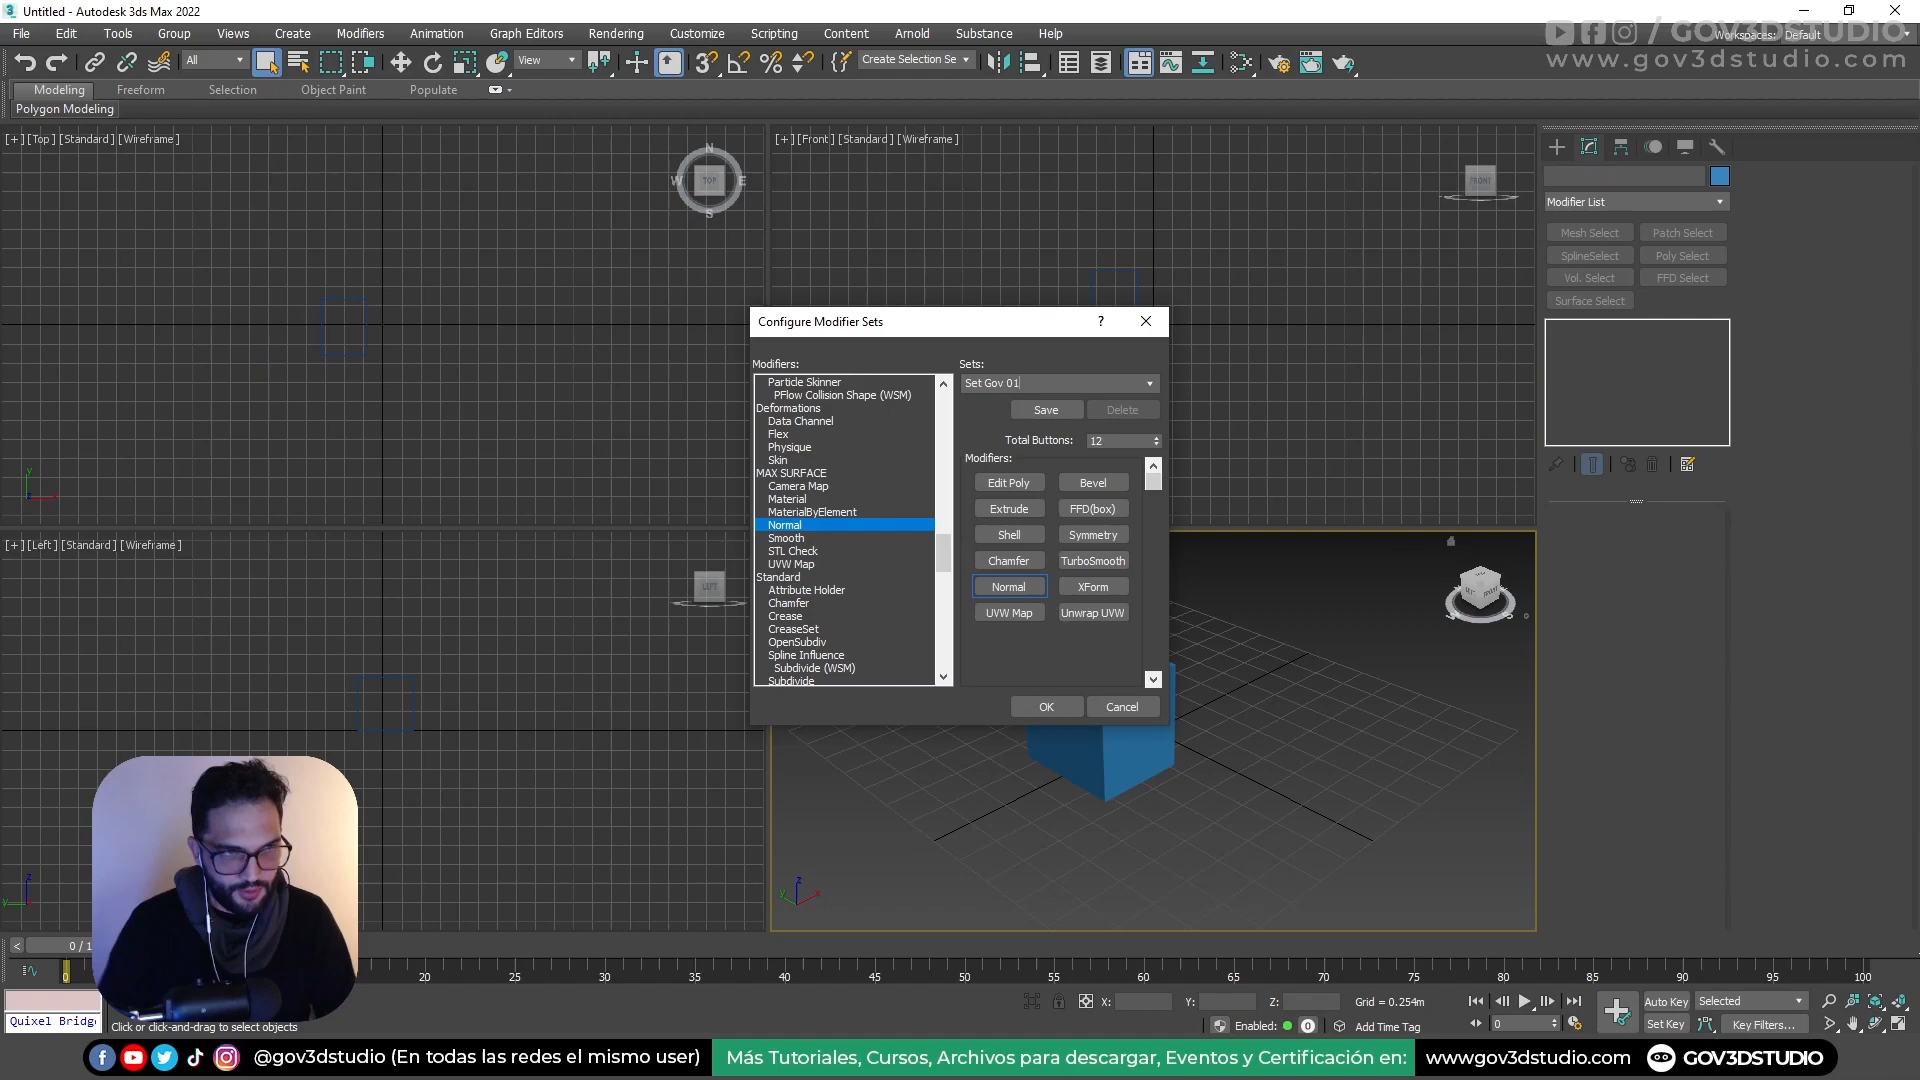 Untitled - Autodesk 3ds Max 2022
File Edit Tools Group Views Create Modifiers Animation Graph Editors Rendering Customize Scripting Content Arnold Substance Help
Workspaces: Default
/ GOV3DSTUDIO
www.gov3dstudio.com
All View Create Selection Se
Modeling Freeform Selection Object Paint Populate
Polygon Modeling
[+] [Top] [Standard] [Wireframe]
[+] [Front] [Standard] [Wireframe]
N
W TOP E
S
FRONT
Modifier List
Mesh Select Patch Select
SplineSelect Poly Select
Vol. Select FFD Select
Surface Select
Configure Modifier Sets ?
Modifiers:
Particle Skinner
PFlow Collision Shape (WSM)
Deformations
Data Channel
Flex
Physique
Skin
MAX SURFACE
Camera Map
Material
MaterialByElement
Normal
Smooth
STL Check
UVW Map
Standard
Attribute Holder
Chamfer
Crease
CreaseSet
OpenSubdiv
Spline Influence
Subdivide (WSM)
Subdivide
Sets:
Set Gov 01
Save Delete
Total Buttons: 12
Modifiers:
Edit Poly Bevel
Extrude FFD(box)
Shell Symmetry
Chamfer TurboSmooth
Normal XForm
UVW Map Unwrap UVW
OK Cancel
y
z x
[+] [Left] [Standard] [Wireframe]
LEFT
z
y
z
y x
< 0 / 1
0 20 25 30 35 40 45 50 55 60 65 70 75 80 85 90 95 100
X: Y: Z: Grid = 0.254m
Auto Key Selected
Quixel Bridg
Click or click-and-drag to select objects
Enabled: 0 Add Time Tag
0
Set Key Key Filters...
@gov3dstudio (En todas las redes el mismo user) Más Tutoriales, Cursos, Archivos para descargar, Eventos y Certificación en: www.gov3dstudio.com GOV3DSTUDIO